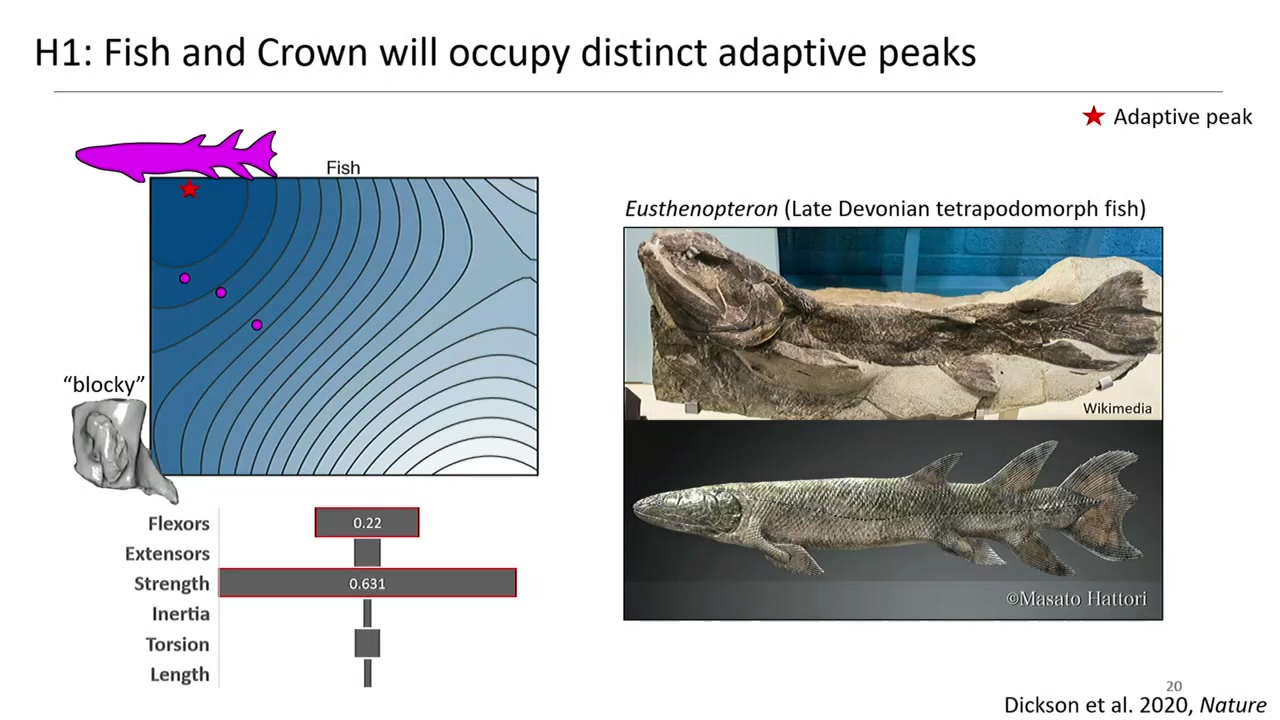 H1: Fish and Crown will occupy distinct adaptive peaks
Adaptive peak
Fish
Eusthenopteron (Late Devonian tetrapodomorph fish)
“blocky”
Wikimedia
Flexors
0.22
Extensors
Strength
0.631
Inertia
Torsion
Length
©Masato Hattori
20
Dickson et al. 2020, Nature